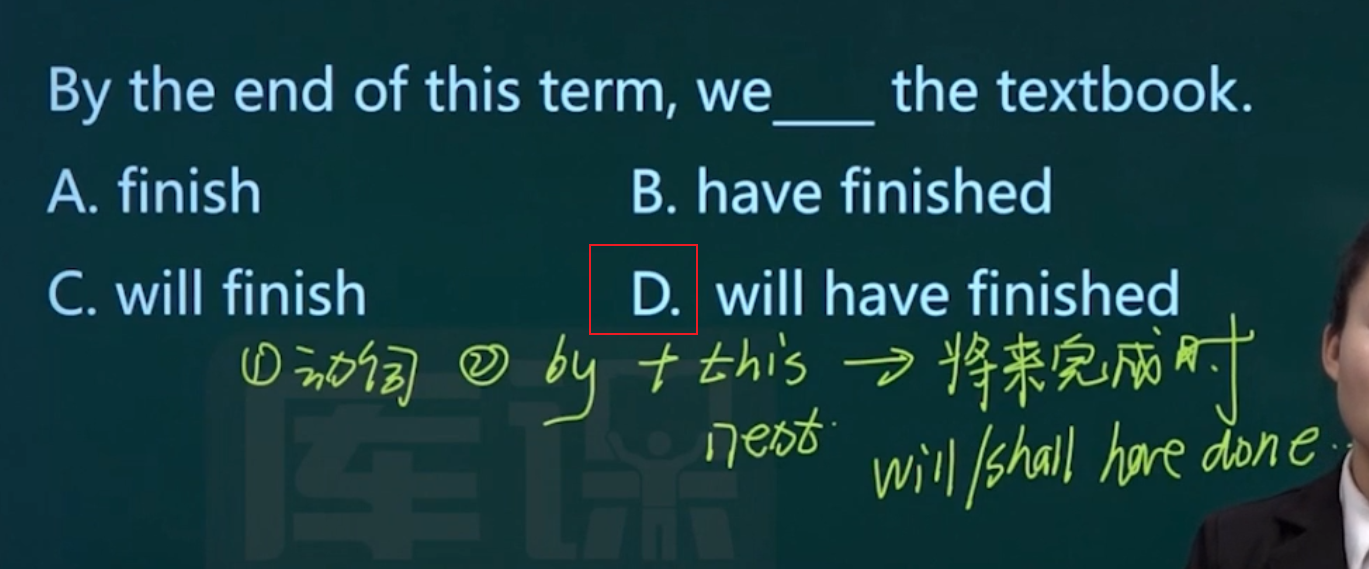 By the end of this term, we____ the textbook.
A. finish B. have finished
C. will finish D. will have finished
①动词 ② by + this → 将来完成时
next
will/shall have done
库课